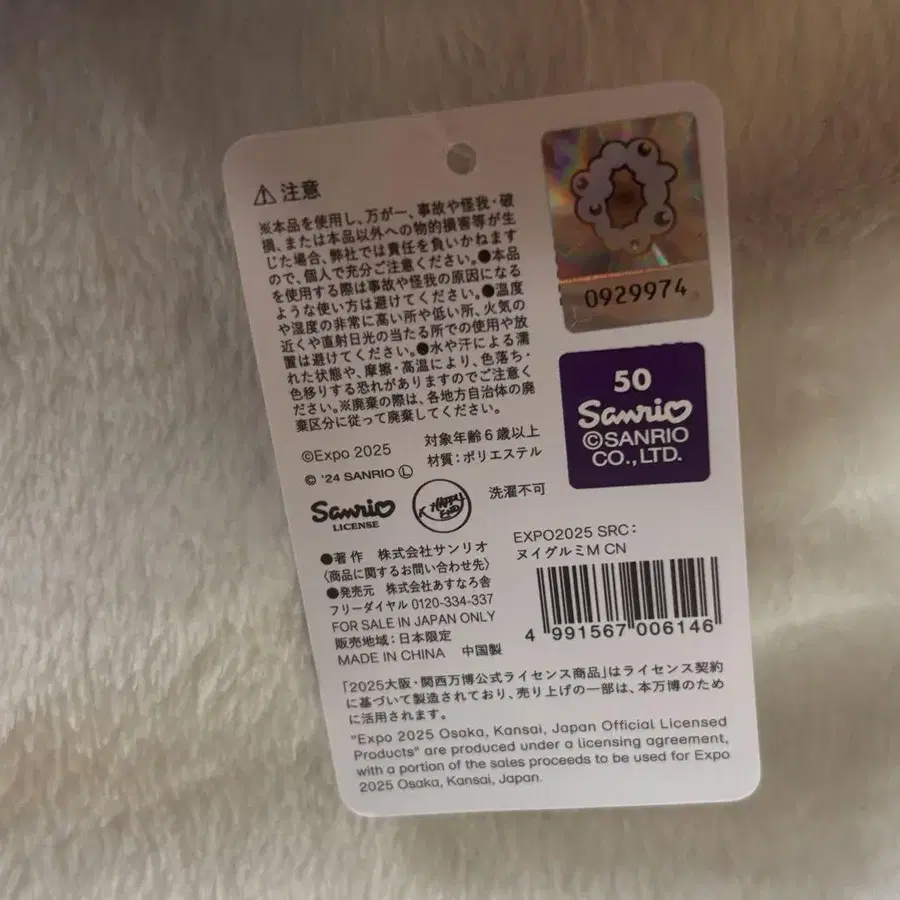 ⚠ 注意
※本品を使用し、万が一、事故や怪我・破
損、または本品以外への物的損害等が生
じた場合、弊社では責任を負いかねます
ので、個人で充分ご注意ください。●本品
を使用する際は事故や怪我の原因になる
ような使い方は避けてください。●温度
や湿度の非常に高い所や低い所、火気の
近くや直射日光の当たる所での使用や放
置は避けてください。●水や汗による濡
れた状態や、摩擦・高温により、色落ち・
色移りする恐れがありますのでご注意く
ださい。※廃棄の際は、各地方自治体の廃
棄区分に従って廃棄してください。
0929974
50
Sanrio
©SANRIO
CO.,LTD.
©Expo 2025
対象年齢6歳以上
© '24 SANRIO Ⓛ
材質：ポリエステル
Sanrio
LICENSE
HAPPY
END
洗濯不可
●著作 株式会社サンリオ
〈商品に関するお問い合わせ先〉
●発売元 株式会社あすなろ舎
フリーダイヤル 0120-334-337
FOR SALE IN JAPAN ONLY
販売地域：日本限定
MADE IN CHINA 中国製
EXPO2025 SRC：
ヌイグルミM CN
4 991567 006146
「2025大阪・関西万博公式ライセンス商品」はライセンス契約
に基づいて製造されており、売り上げの一部は、本万博のため
に活用されます。
"Expo 2025 Osaka, Kansai, Japan Official Licensed
Products" are produced under a licensing agreement,
with a portion of the sales proceeds to be used for Expo
2025 Osaka, Kansai, Japan.